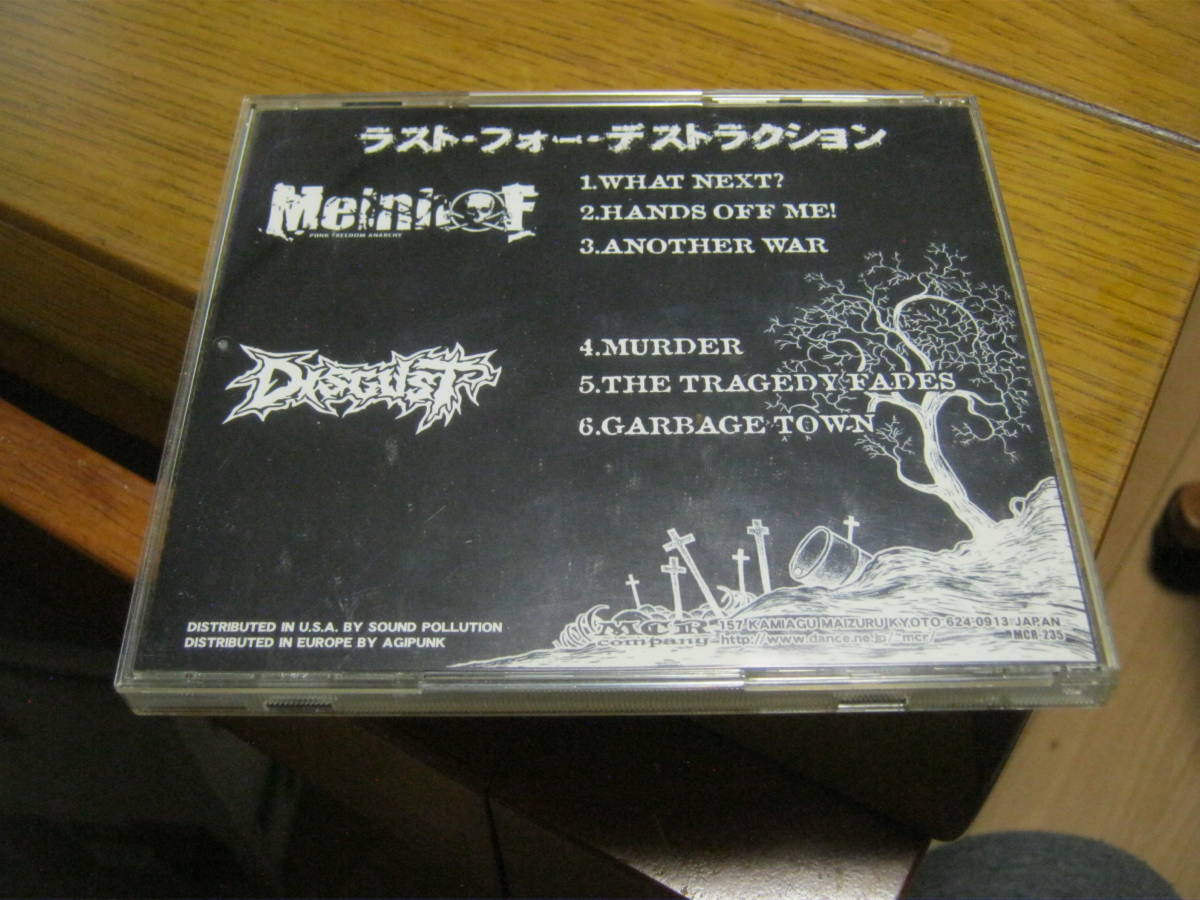 ラスト・フォー・デストラクション
Meinhof
PUNK FREEDOM ANARCHY
1.WHAT NEXT?
2.HANDS OFF ME!
3.ANOTHER WAR
DISGUST
4.MURDER
5.THE TRAGEDY FADES
6.GARBAGE TOWN
DISTRIBUTED IN U.S.A. BY SOUND POLLUTION
DISTRIBUTED IN EUROPE BY AGIPUNK
MCR company
157 KAMIAGU MAIZURU KYOTO 624-0913 JAPAN
http://www.dance.ne.jp/~mcr/
MCR-235